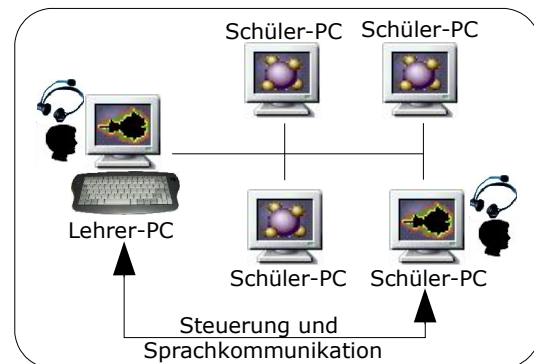 Schüler-PC
Schüler-PC
Lehrer-PC
Schüler-PC
Schüler-PC
Steuerung und
Sprachkommunikation